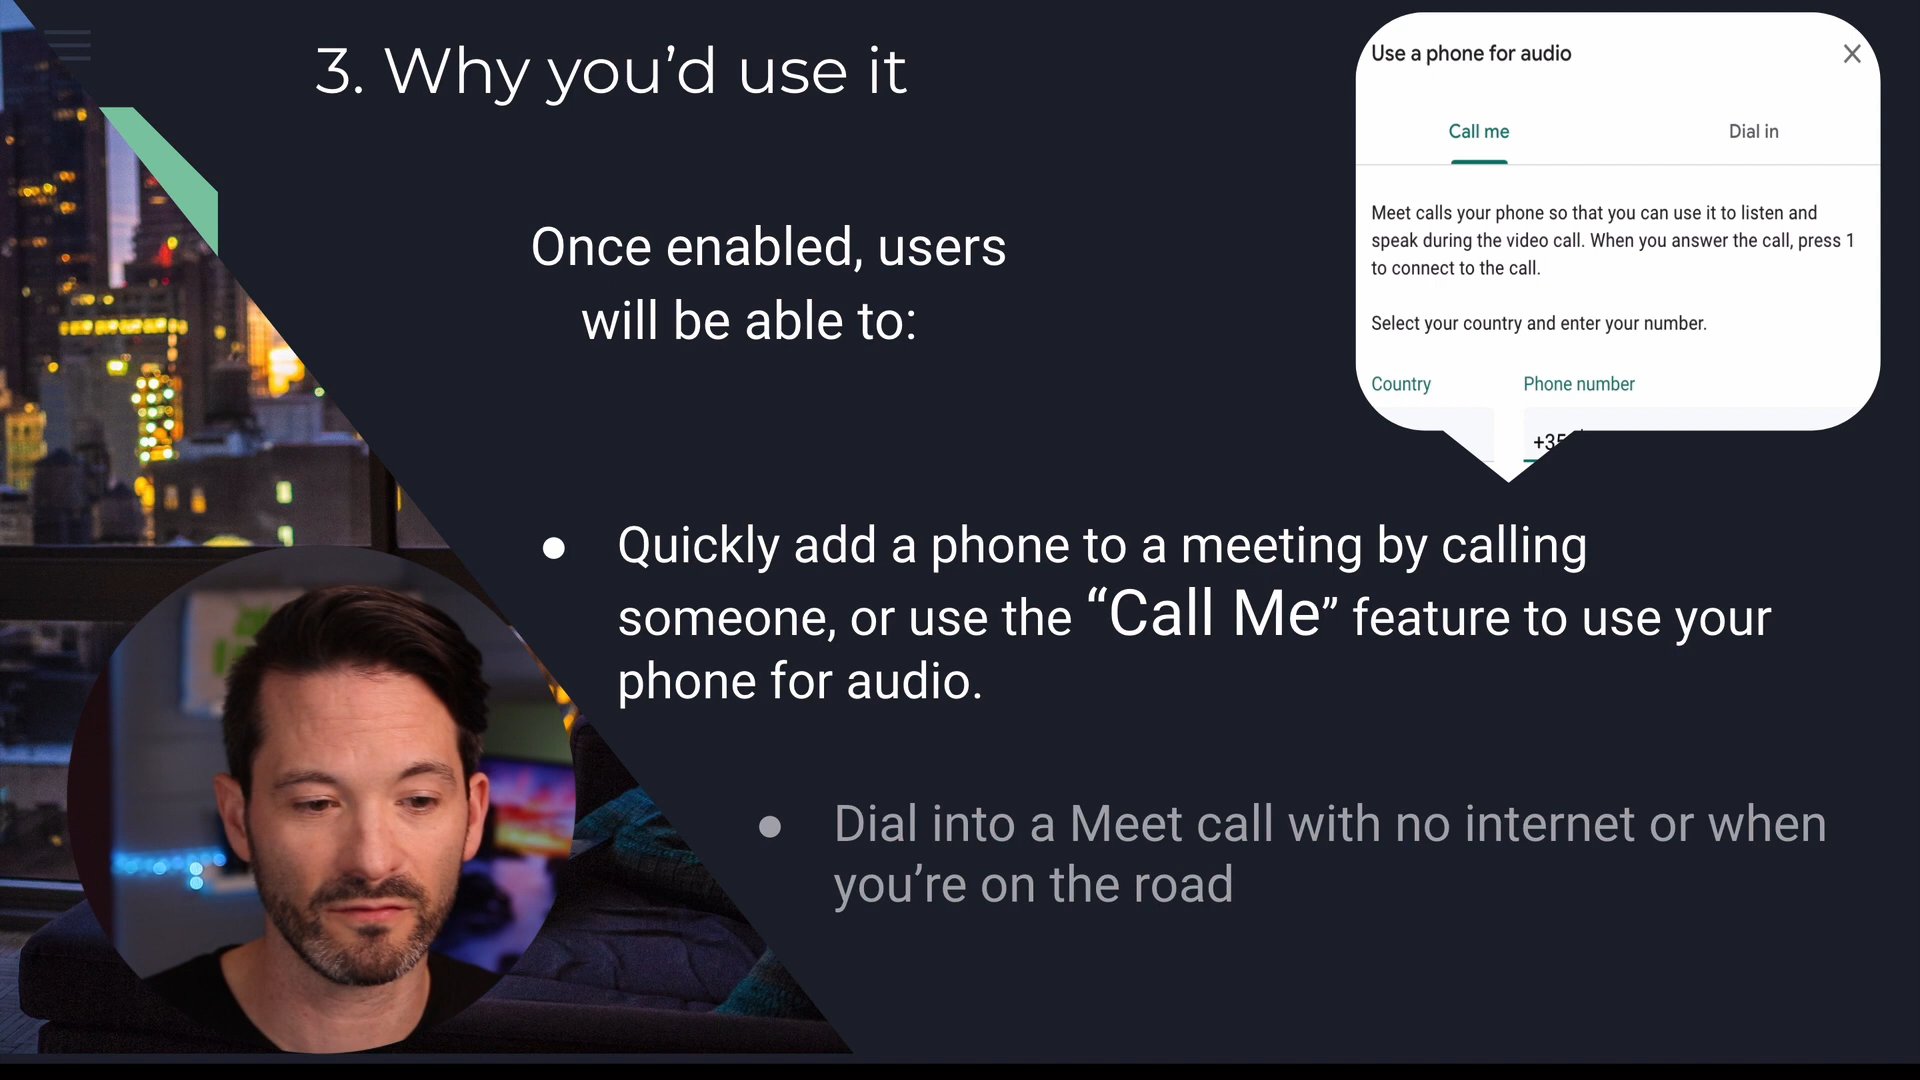 3. Why you’d use it
Once enabled, users
will be able to:
Use a phone for audio
Call me
Dial in
Meet calls your phone so that you can use it to listen and
speak during the video call. When you answer the call, press 1
to connect to the call.
Select your country and enter your number.
Country
Phone number
+35
● Quickly add a phone to a meeting by calling
someone, or use the “Call Me” feature to use your
phone for audio.
● Dial into a Meet call with no internet or when
you’re on the road